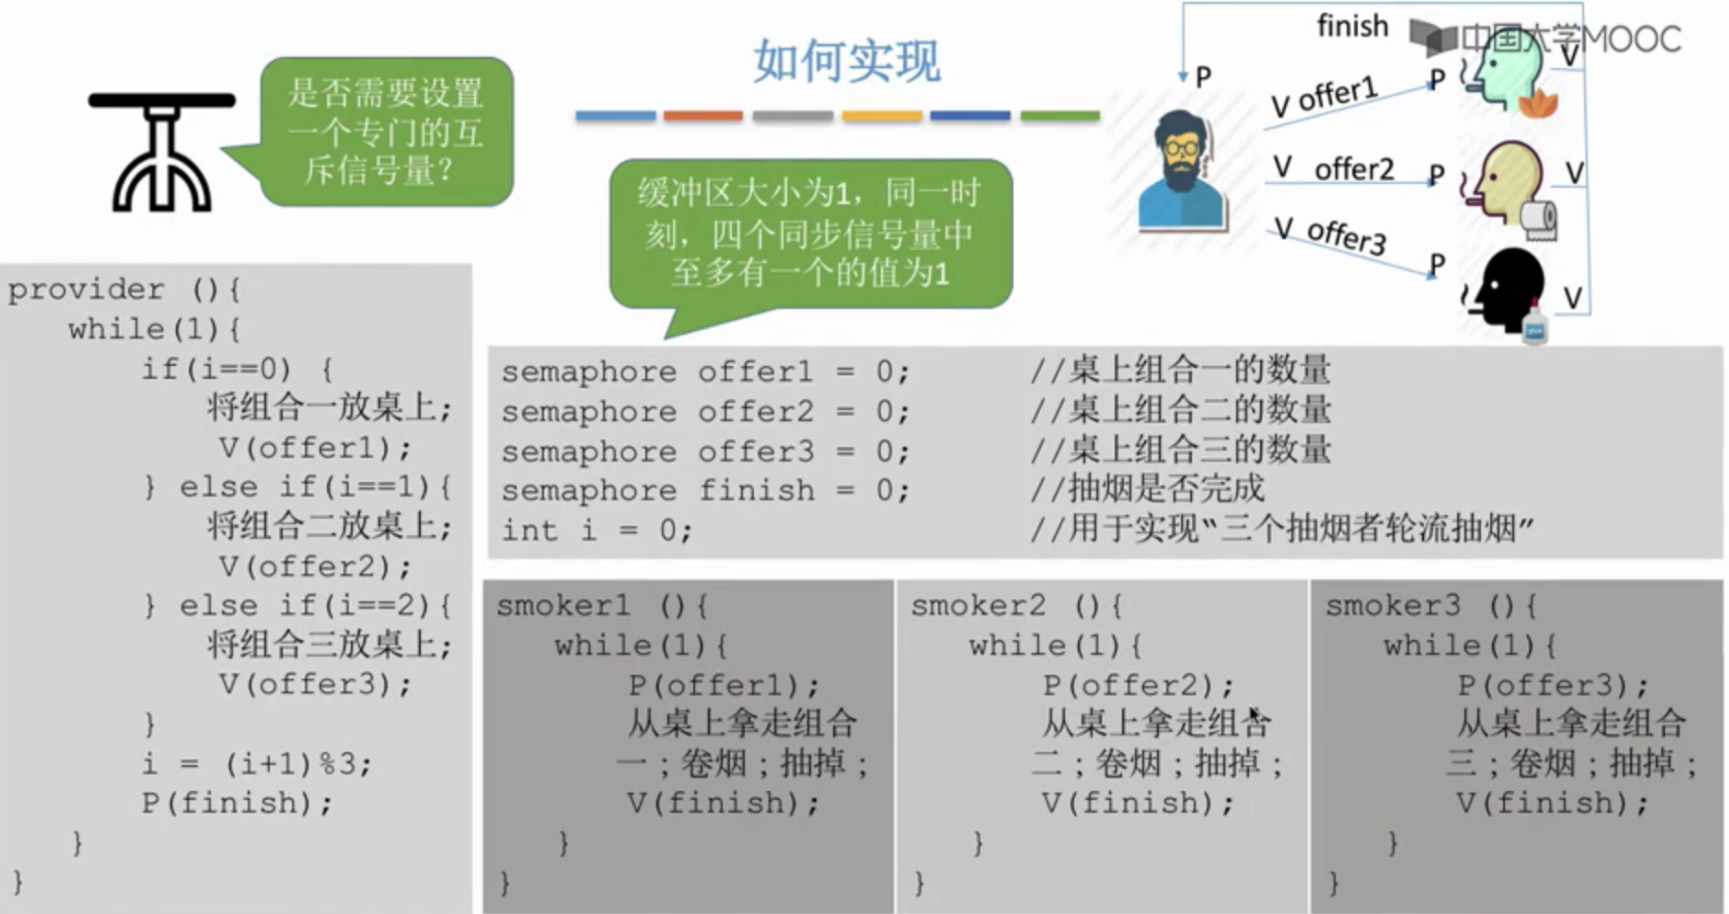 如何实现
中国大学MOOC
是否需要设置
一个专门的互
斥信号量？
缓冲区大小为1，同一时
刻，四个同步信号量中
至多有一个的值为1
finish
P
V offer1 P
V
V offer2 P
V
V offer3 P
V
provider (){
while(1){
if(i==0) {
将组合一放桌上;
V(offer1);
} else if(i==1){
将组合二放桌上;
V(offer2);
} else if(i==2){
将组合三放桌上;
V(offer3);
}
i = (i+1)%3;
P(finish);
}
}
semaphore offer1 = 0; //桌上组合一的数量
semaphore offer2 = 0; //桌上组合二的数量
semaphore offer3 = 0; //桌上组合三的数量
semaphore finish = 0; //抽烟是否完成
int i = 0; //用于实现“三个抽烟者轮流抽烟”
smoker1 (){
while(1){
P(offer1);
从桌上拿走组合
一；卷烟；抽掉；
V(finish);
}
}
smoker2 (){
while(1){
P(offer2);
从桌上拿走组合
二；卷烟；抽掉；
V(finish);
}
}
smoker3 (){
while(1){
P(offer3);
从桌上拿走组合
三；卷烟；抽掉；
V(finish);
}
}